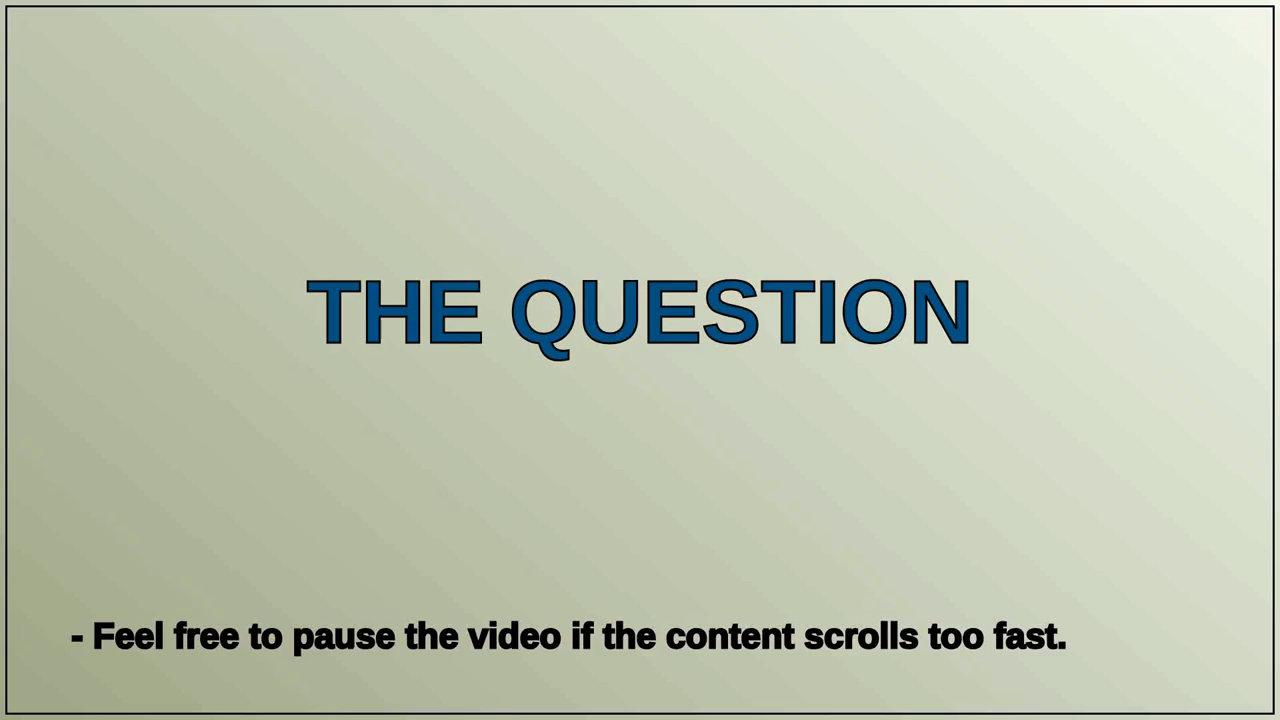 THE QUESTION
- Feel free to pause the video if the content scrolls too fast.